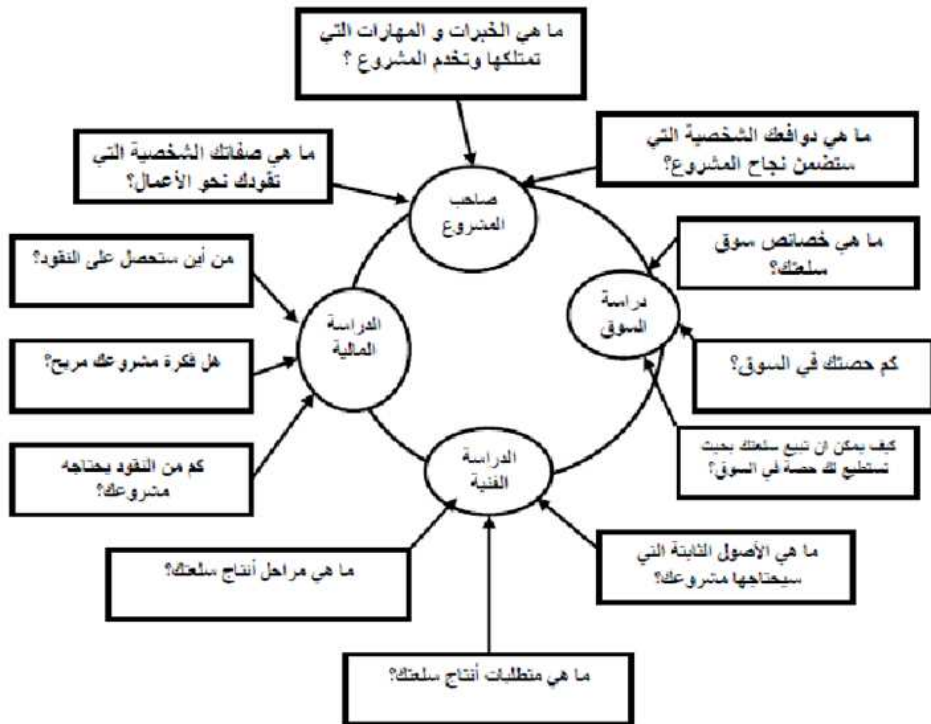 ما هي الخبرات و المهارات التي
تمتلكها وتخدم المشروع ؟
ما هي دوافعك الشخصية التي
ستضمن نجاح المشروع؟
ما هي صفاتك الشخصية التي
تقودك نحو الأعمال؟
صاحب
المشروع
ما هي خصائص سوق
سلعتك؟
من أين ستحصل على النقود؟
دراسة
السوق
الدراسة
المالية
هل فكرة مشروعك مربح؟
كم حصتك في السوق؟
كيف يمكن ان تبيع سلعتك بحيث
تستطيع لك حصة في السوق؟
كم من النقود يحتاجه
مشروعك؟
الدراسة
الفنية
ما هي الأصول الثابتة التي
سيحتاجها مشروعك؟
ما هي مراحل أنتاج سلعتك؟
ما هي متطلبات أنتاج سلعتك؟